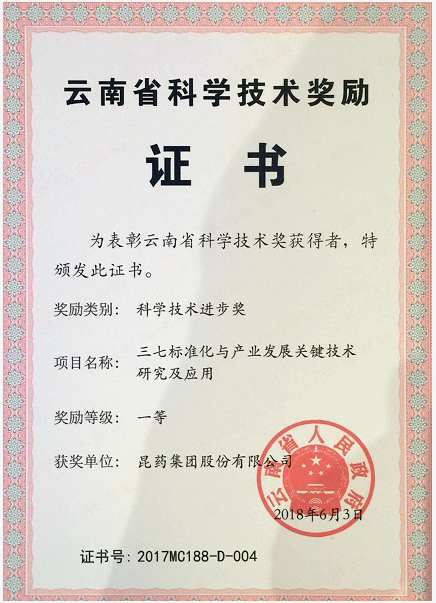 云南省科学技术奖励
证 书
为表彰云南省科学技术奖获得者，特
颁发此证书。
奖励类别： 科学技术进步奖
项目名称： 三七标准化与产业发展关键技术
研究及应用
奖励等级： 一等
获奖单位： 昆药集团股份有限公司
云南省人民政府
2018年6月3日
证书号: 2017MC188-D-004